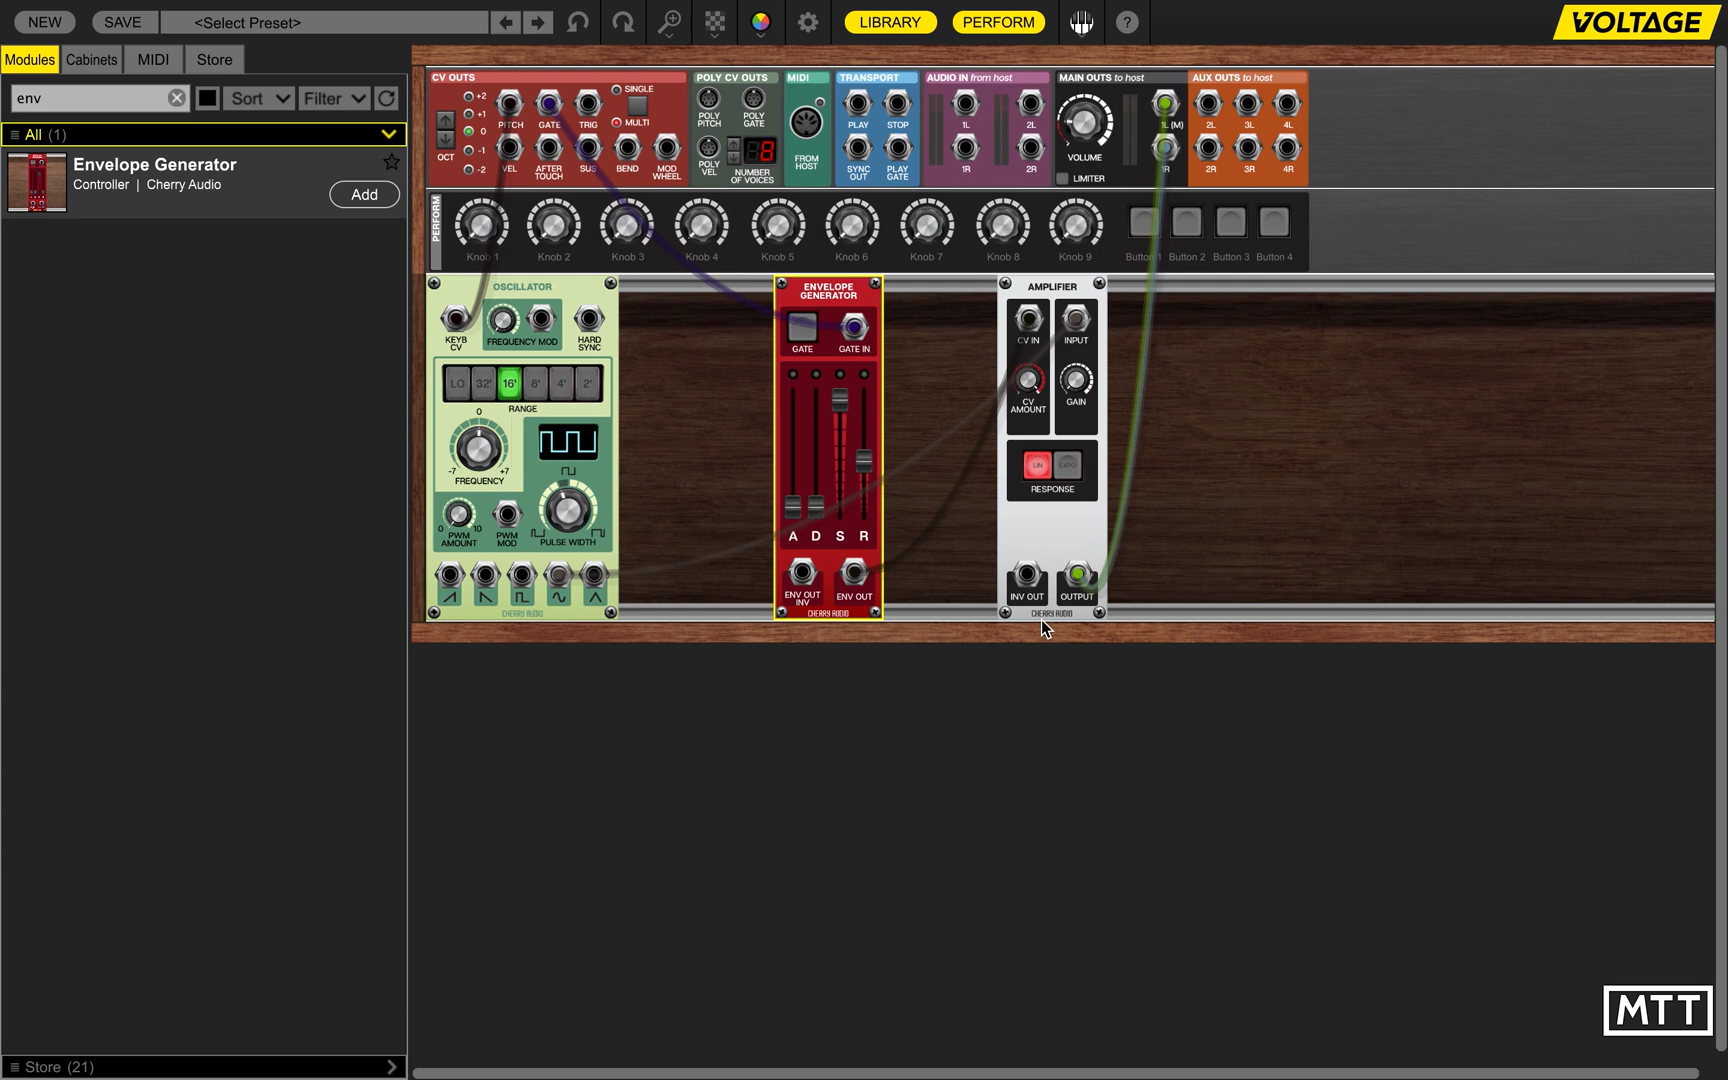 NEW SAVE <Select Preset> LIBRARY PERFORM ? VOLTAGE
Modules Cabinets MIDI Store
env Sort Filter
All (1)
Envelope Generator
Controller | Cherry Audio
Add
Store (21)
CV OUTS
+2
+1
0
-1
-2
OCT
PITCH GATE TRIG
SINGLE
MULTI
VEL AFTER TOUCH SUS BEND MOD WHEEL
POLY CV OUTS
POLY PITCH
POLY GATE
POLY VEL
8
NUMBER OF VOICES
MIDI
FROM HOST
TRANSPORT
PLAY STOP
SYNC OUT PLAY GATE
AUDIO IN from host
1L 2L
1R 2R
MAIN OUTS to host
VOLUME
LIMITER
1L (M)
1R
AUX OUTS to host
2L 3L 4L
2R 3R 4R
PERFORM
Knob 1 Knob 2 Knob 3 Knob 4 Knob 5 Knob 6 Knob 7 Knob 8 Knob 9 Button 1 Button 2 Button 3 Button 4
OSCILLATOR
KEYB CV
FREQUENCY MOD
HARD SYNC
LO 32' 16' 8' 4' 2'
RANGE
0
-7 +7
FREQUENCY
0 10
PWM AMOUNT
PWM MOD
PULSE WIDTH
CHERRY AUDIO
ENVELOPE GENERATOR
GATE GATE IN
A D S R
ENV OUT INV
ENV OUT
CHERRY AUDIO
AMPLIFIER
CV IN INPUT
CV AMOUNT
GAIN
LIN EXPO
RESPONSE
INV OUT OUTPUT
CHERRY AUDIO
MTT